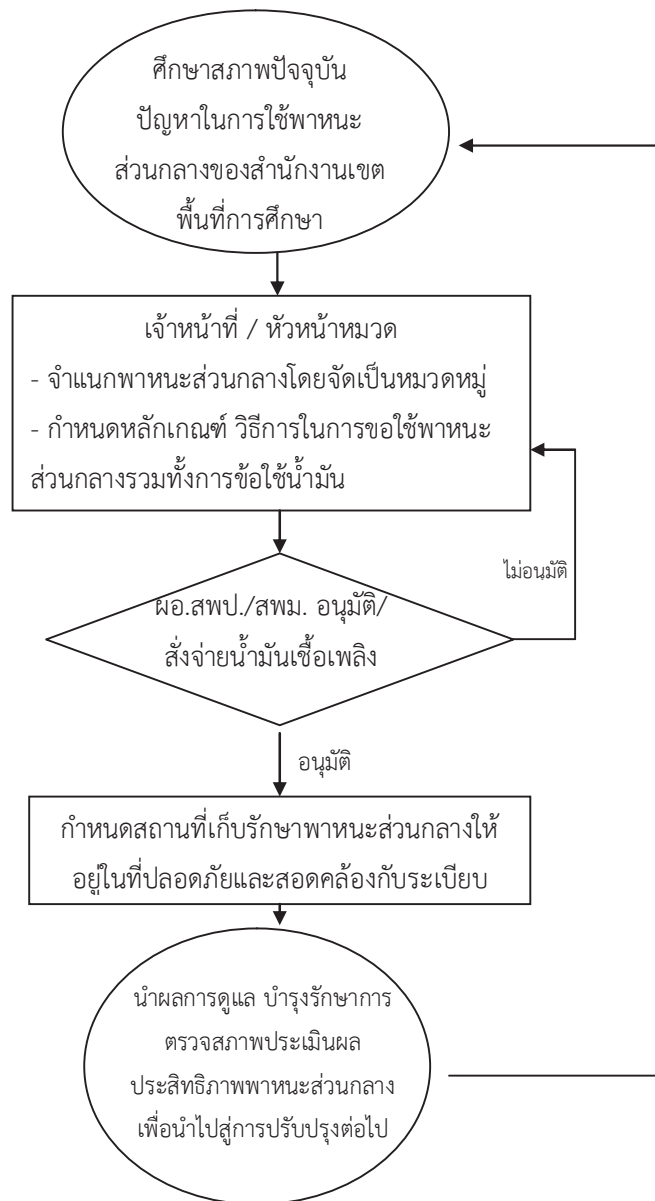 ศึกษาสภาพปัจจุบัน
ปัญหาในการใช้พาหนะ
ส่วนกลางของสำนักงานเขต
พื้นที่การศึกษา
เจ้าหน้าที่ / หัวหน้าหมวด
- จำแนกพาหนะส่วนกลางโดยจัดเป็นหมวดหมู่
- กำหนดหลักเกณฑ์ วิธีการในการขอใช้พาหนะ
ส่วนกลางรวมทั้งการข้อใช้น้ำมัน
ไม่อนุมัติ
ผอ.สพป./สพม. อนุมัติ/
สั่งจ่ายน้ำมันเชื้อเพลิง
อนุมัติ
กำหนดสถานที่เก็บรักษาพาหนะส่วนกลางให้
อยู่ในที่ปลอดภัยและสอดคล้องกับระเบียบ
นำผลการดูแล บำรุงรักษาการ
ตรวจสภาพประเมินผล
ประสิทธิภาพพาหนะส่วนกลาง
เพื่อนำไปสู่การปรับปรุงต่อไป